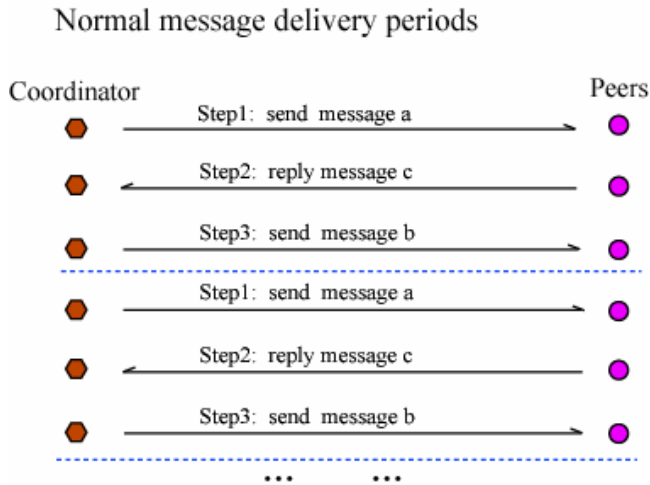 Normal message delivery periods
Coordinator
Peers
Step1: send message a
Step2: reply message c
Step3: send message b
Step1: send message a
Step2: reply message c
Step3: send message b
... ...